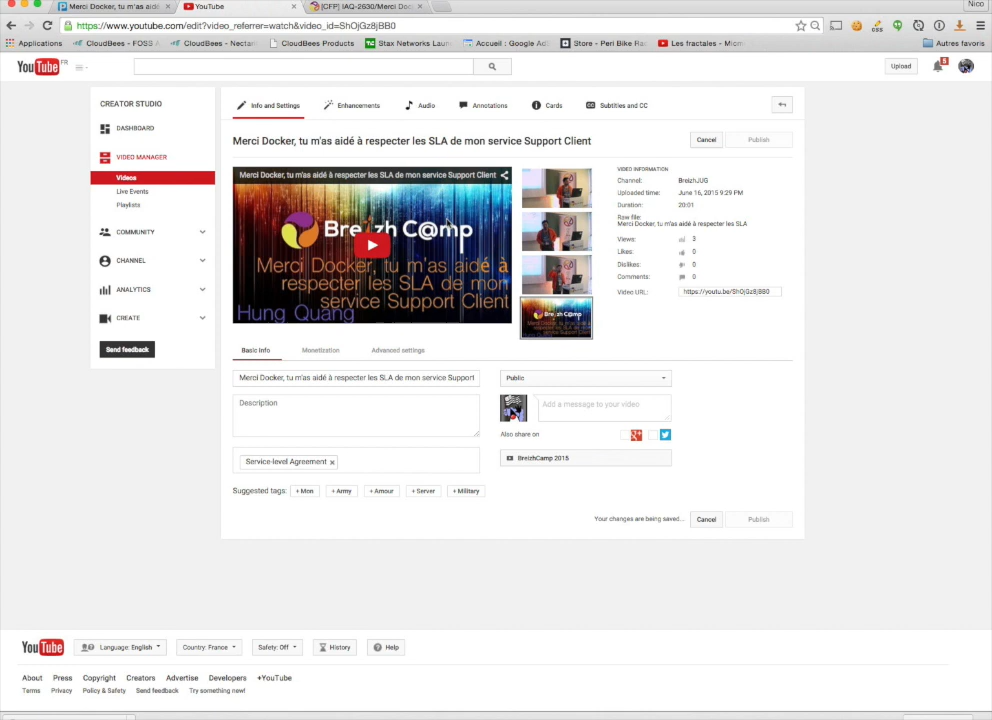 Merci Docker, tu m'as aidé
YouTube
[CFP] IAQ-2630/Merci Doc
Nico
https://www.youtube.com/edit?video_referrer=watch&video_id=ShOjGz8jBB0
Applications
CloudBees - FOSS A
CloudBees - Nectar
CloudBees Products
Stax Networks Laun
Accueil : Google Ad
Store - Peri Bike Ra
Les fractales - Mom
Autres favoris
YouTube FR
Upload
CREATOR STUDIO
DASHBOARD
VIDEO MANAGER
Videos
Live Events
Playlists
COMMUNITY
CHANNEL
ANALYTICS
CREATE
Send feedback
Info and Settings
Enhancements
Audio
Annotations
Cards
Subtitles and CC
Merci Docker, tu m'as aidé à respecter les SLA de mon service Support Client
Cancel
Publish
Merci Docker, tu m'as aidé à respecter les SLA de mon service Support Client
Breizh C@mp
Merci Docker, tu m'as aidé à
respecter les SLA de mon
service Support Client
Hung Quang
VIDEO INFORMATION
Channel: BreizhJUG
Uploaded time: June 16, 2015 9:29 PM
Duration: 20:01
Raw file:
Merci Docker, tu m'as aidé à respecter les SLA
Views: 3
Likes: 0
Dislikes: 0
Comments: 0
Video URL: https://youtu.be/ShOjGz8jBB0
Basic info
Monetization
Advanced settings
Merci Docker, tu m'as aidé à respecter les SLA de mon service Support
Description
Service-level Agreement x
Suggested tags: + Mon + Army + Amour + Server + Military
Public
Add a message to your video
Also share on
BreizhCamp 2015
Your changes are being saved...
Cancel
Publish
YouTube
Language: English
Country: France
Safety: Off
History
Help
About Press Copyright Creators Advertise Developers +YouTube
Terms Privacy Policy & Safety Send feedback Try something new!